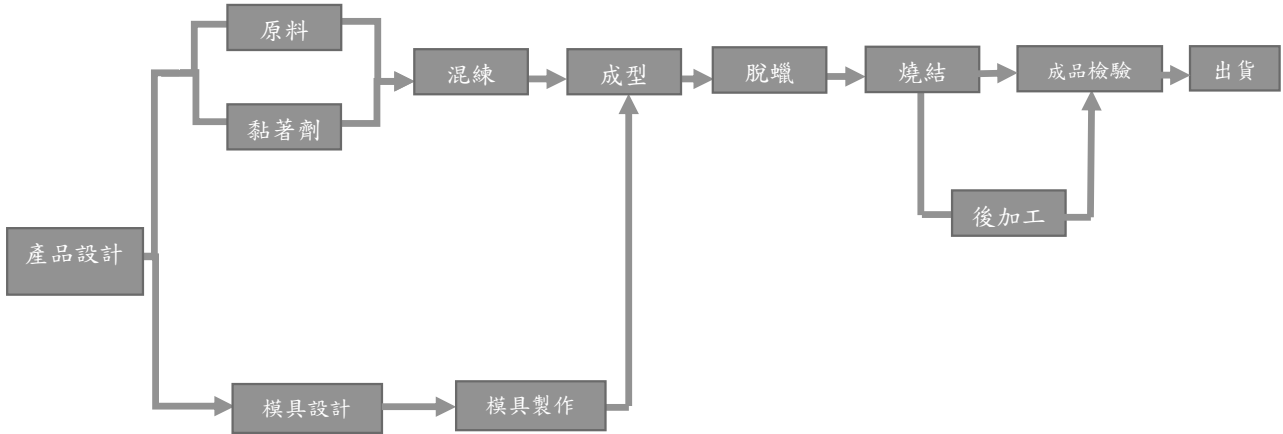 原料
黏著劑
混練
成型
脫蠟
燒結
成品檢驗
出貨
後加工
產品設計
模具設計
模具製作